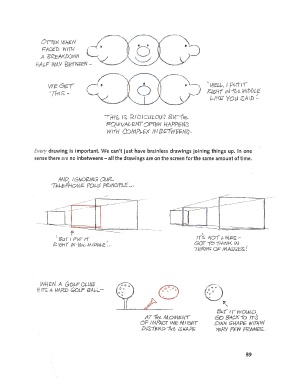 OFTEN WHEN
FACED WITH
A BREAKDOWN
HALF WAY BETWEEN -
WE GET
THIS -
"WELL, I PUT IT
RIGHT IN THE MIDDLE
LIKE YOU SAID."
THIS IS RIDICULOUS BUT THE
EQUIVALENT OFTEN HAPPENS
WITH COMPLEX INBETWEENS.
Every drawing is important. We can't just have brainless drawings joining things up. In one
sense there are no inbetweens – all the drawings are on the screen for the same amount of time.
AND, IGNORING OUR
TELEPHONE POLE PRINCIPLE...
'BUT I PUT IT
RIGHT IN THE MIDDLE'...
IT'S NOT LINES -
GOT TO THINK IN
TERMS OF MASSES!
WHEN A GOLF CLUB
HITS A HARD GOLF BALL—
AT THE MOMENT
OF IMPACT WE MIGHT
DISTEND THE SHAPE
BUT IT WOULD
GO BACK TO ITS
OWN SHAPE WITHIN
VERY FEW FRAMES.
89